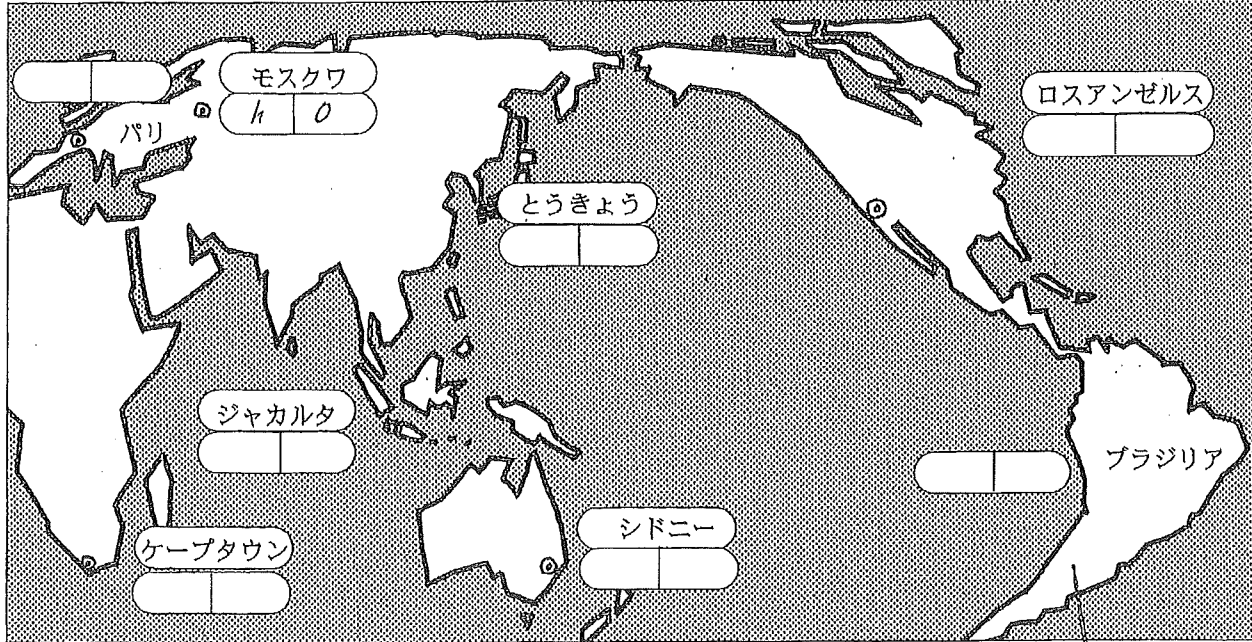 モスクワ
h 0
パリ
ロスアンゼルス
とうきょう
ジャカルタ
ブラジリア
シドニー
ケープタウン